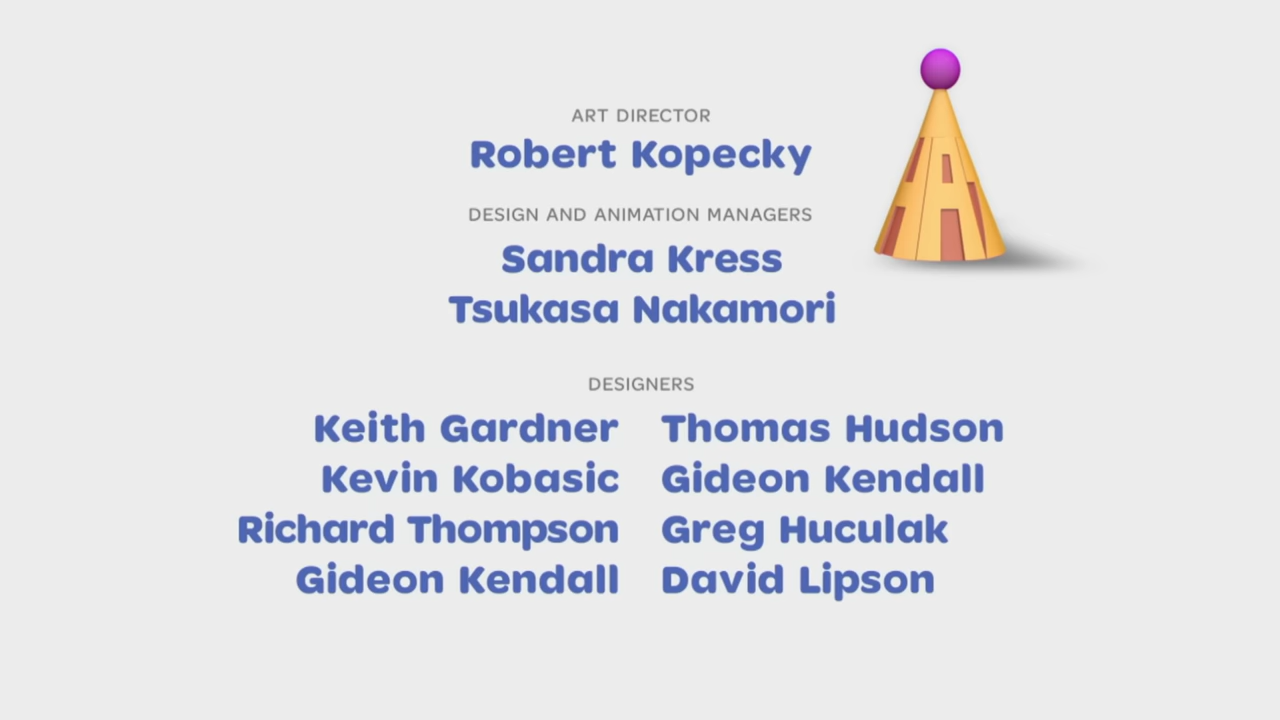 ART DIRECTOR
Robert Kopecky
DESIGN AND ANIMATION MANAGERS
Sandra Kress
Tsukasa Nakamori
DESIGNERS
Keith Gardner Thomas Hudson
Kevin Kobasic Gideon Kendall
Richard Thompson Greg Huculak
Gideon Kendall David Lipson